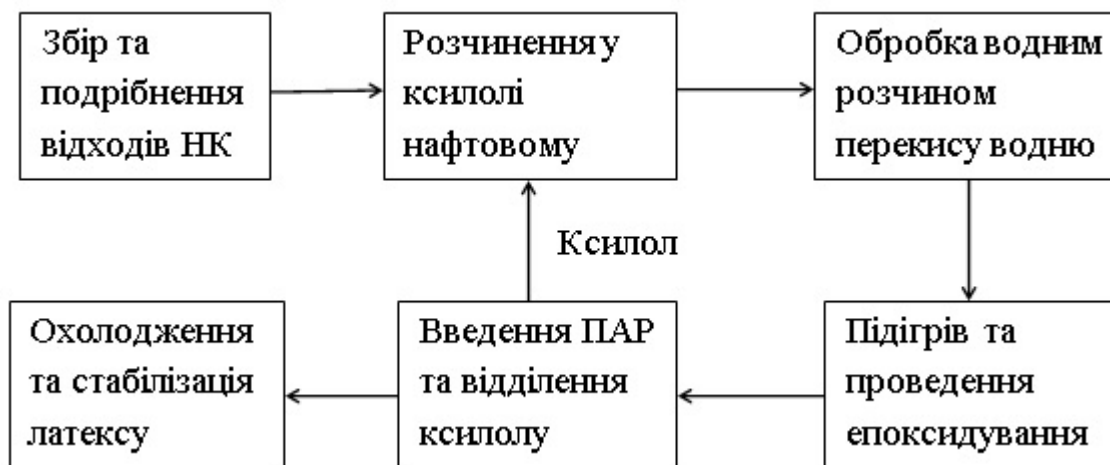 Збір та
подрібнення
відходів НК
Розчинення у
ксилолі
нафтовому
Обробка водним
розчином
перекису водню
Ксилол
Охолодження
та стабілізація
латексу
Введення ПАР
та відділення
ксилолу
Підігрів та
проведення
епоксидування